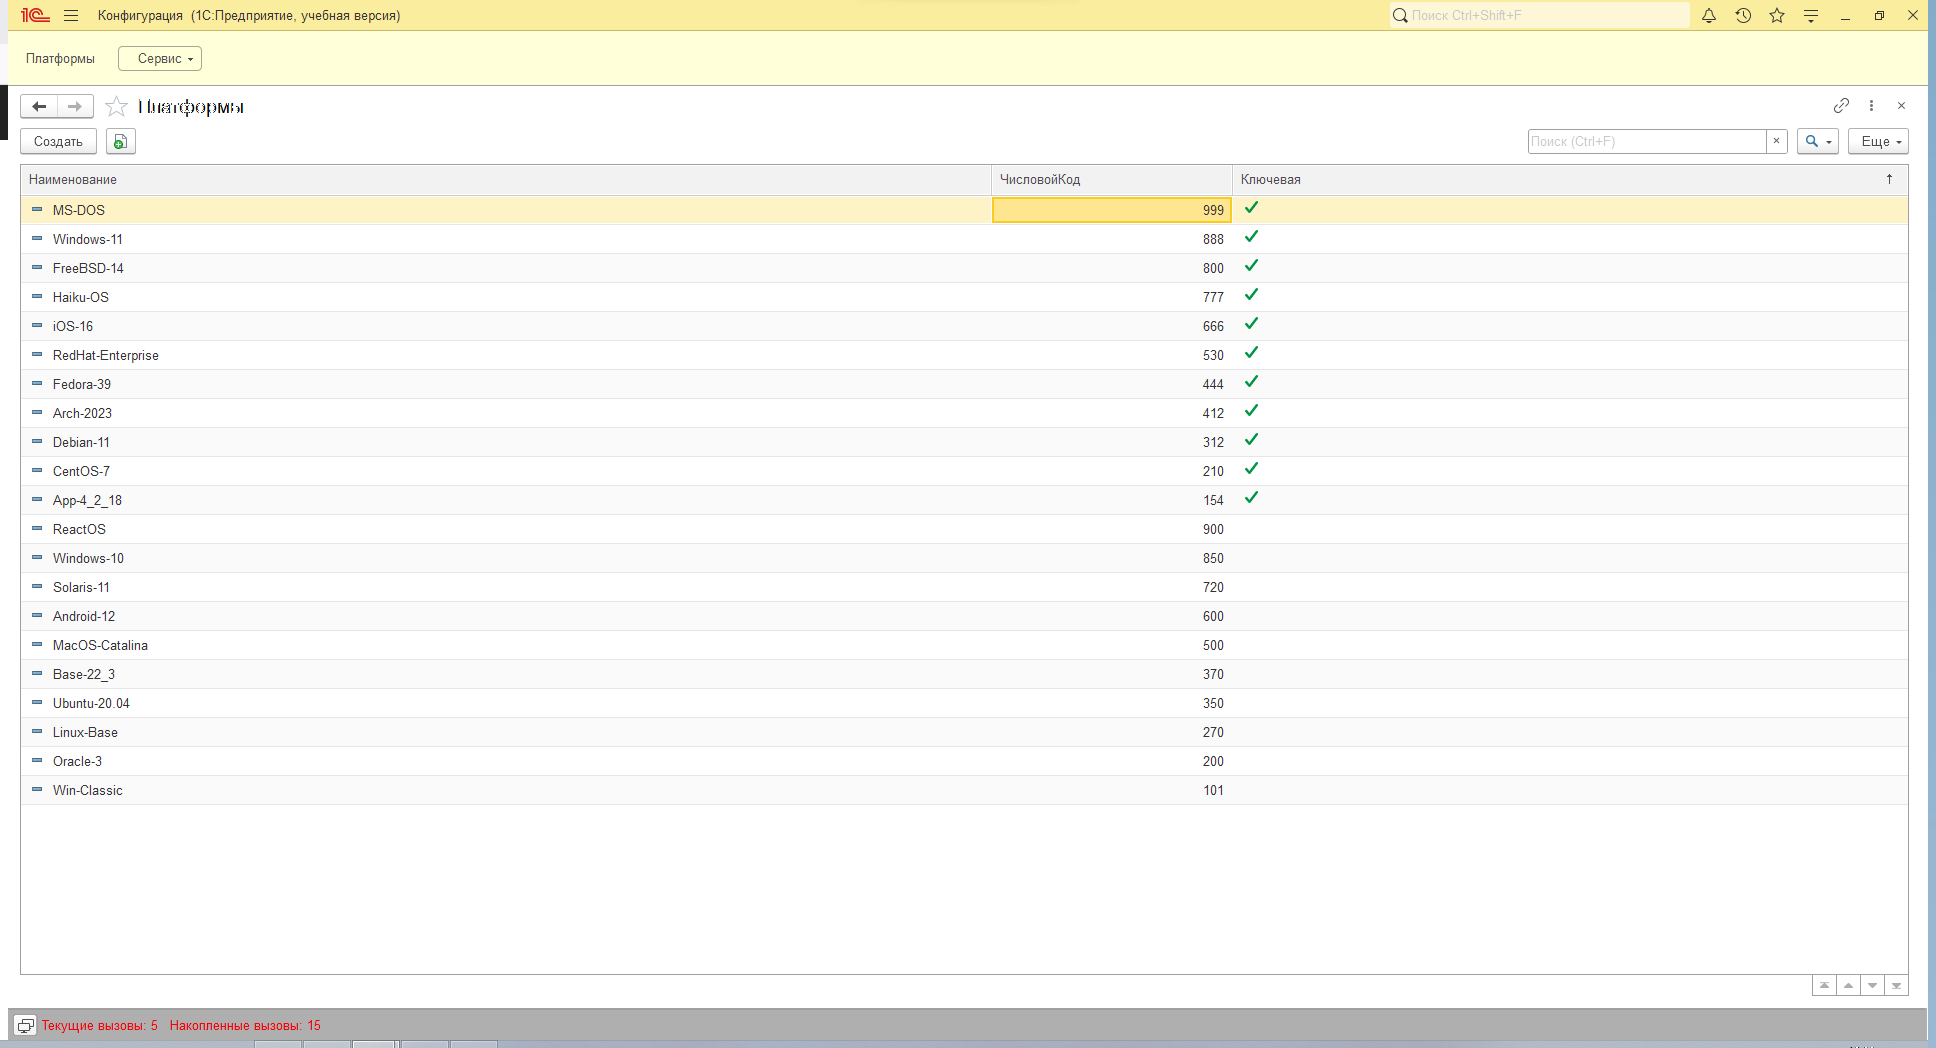 Конфигурация (1С:Предприятие, учебная версия) Поиск Ctrl+Shift+F
Платформы Сервис
Платформы
Создать Поиск (Ctrl+F) × Еще
Наименование ЧисловойКод Ключевая
MS-DOS 999
Windows-11 888
FreeBSD-14 800
Haiku-OS 777
iOS-16 666
RedHat-Enterprise 530
Fedora-39 444
Arch-2023 412
Debian-11 312
CentOS-7 210
App-4_2_18 154
ReactOS 900
Windows-10 850
Solaris-11 720
Android-12 600
MacOS-Catalina 500
Base-22_3 370
Ubuntu-20.04 350
Linux-Base 270
Oracle-3 200
Win-Classic 101
Текущие вызовы: 5 Накопленные вызовы: 15